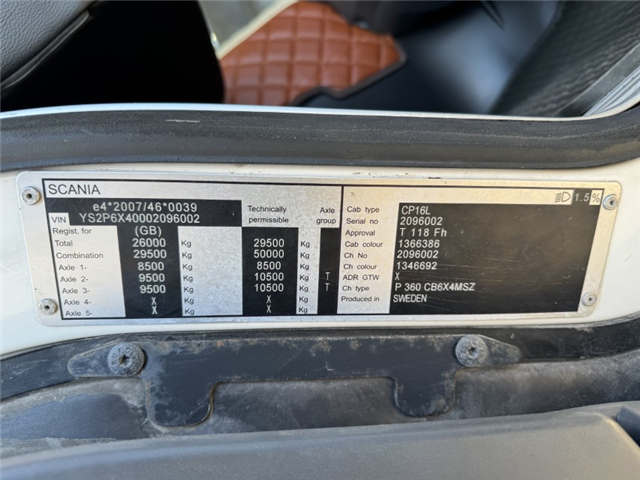 SCANIA
e4*2007/46*0039
VIN YS2P6X40002096002
Technically permissible
Axle group
Regist. for (GB)
Total 26000 Kg 29500 Kg
Combination 29500 Kg 50000 Kg
Axle 1- 8500 Kg 8500 Kg
Axle 2- 9500 Kg 10500 Kg T
Axle 3- 9500 Kg 10500 Kg T
Axle 4- X Kg X Kg
Axle 5- X Kg X Kg
1.5%
Cab type CP16L
Serial no 2096002
Approval T 118 Fh
Cab colour 1366386
Ch No 2096002
Ch colour 1346692
ADR GTW X
Ch type P 360 CB6X4MSZ
Produced in SWEDEN